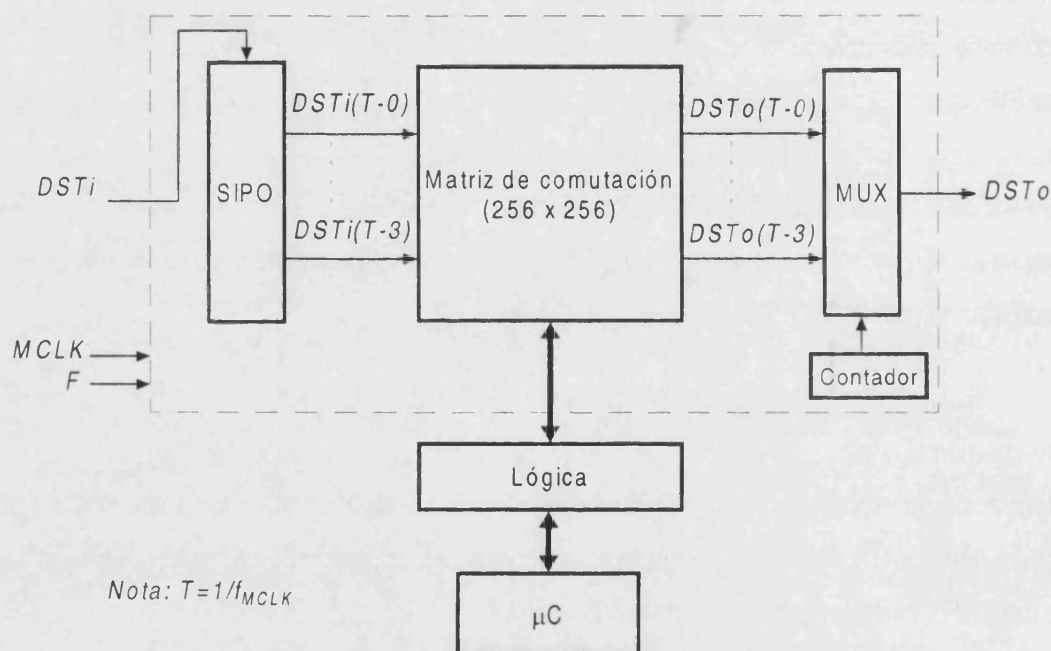 DSTi
MCLK
F
SIPO
DSTi(T-0)
DSTi(T-3)
Matriz de comutación
(256 x 256)
DSTo(T-0)
DSTo(T-3)
MUX
DSTo
Contador
Lógica
µC
Nota: T=1/fMCLK